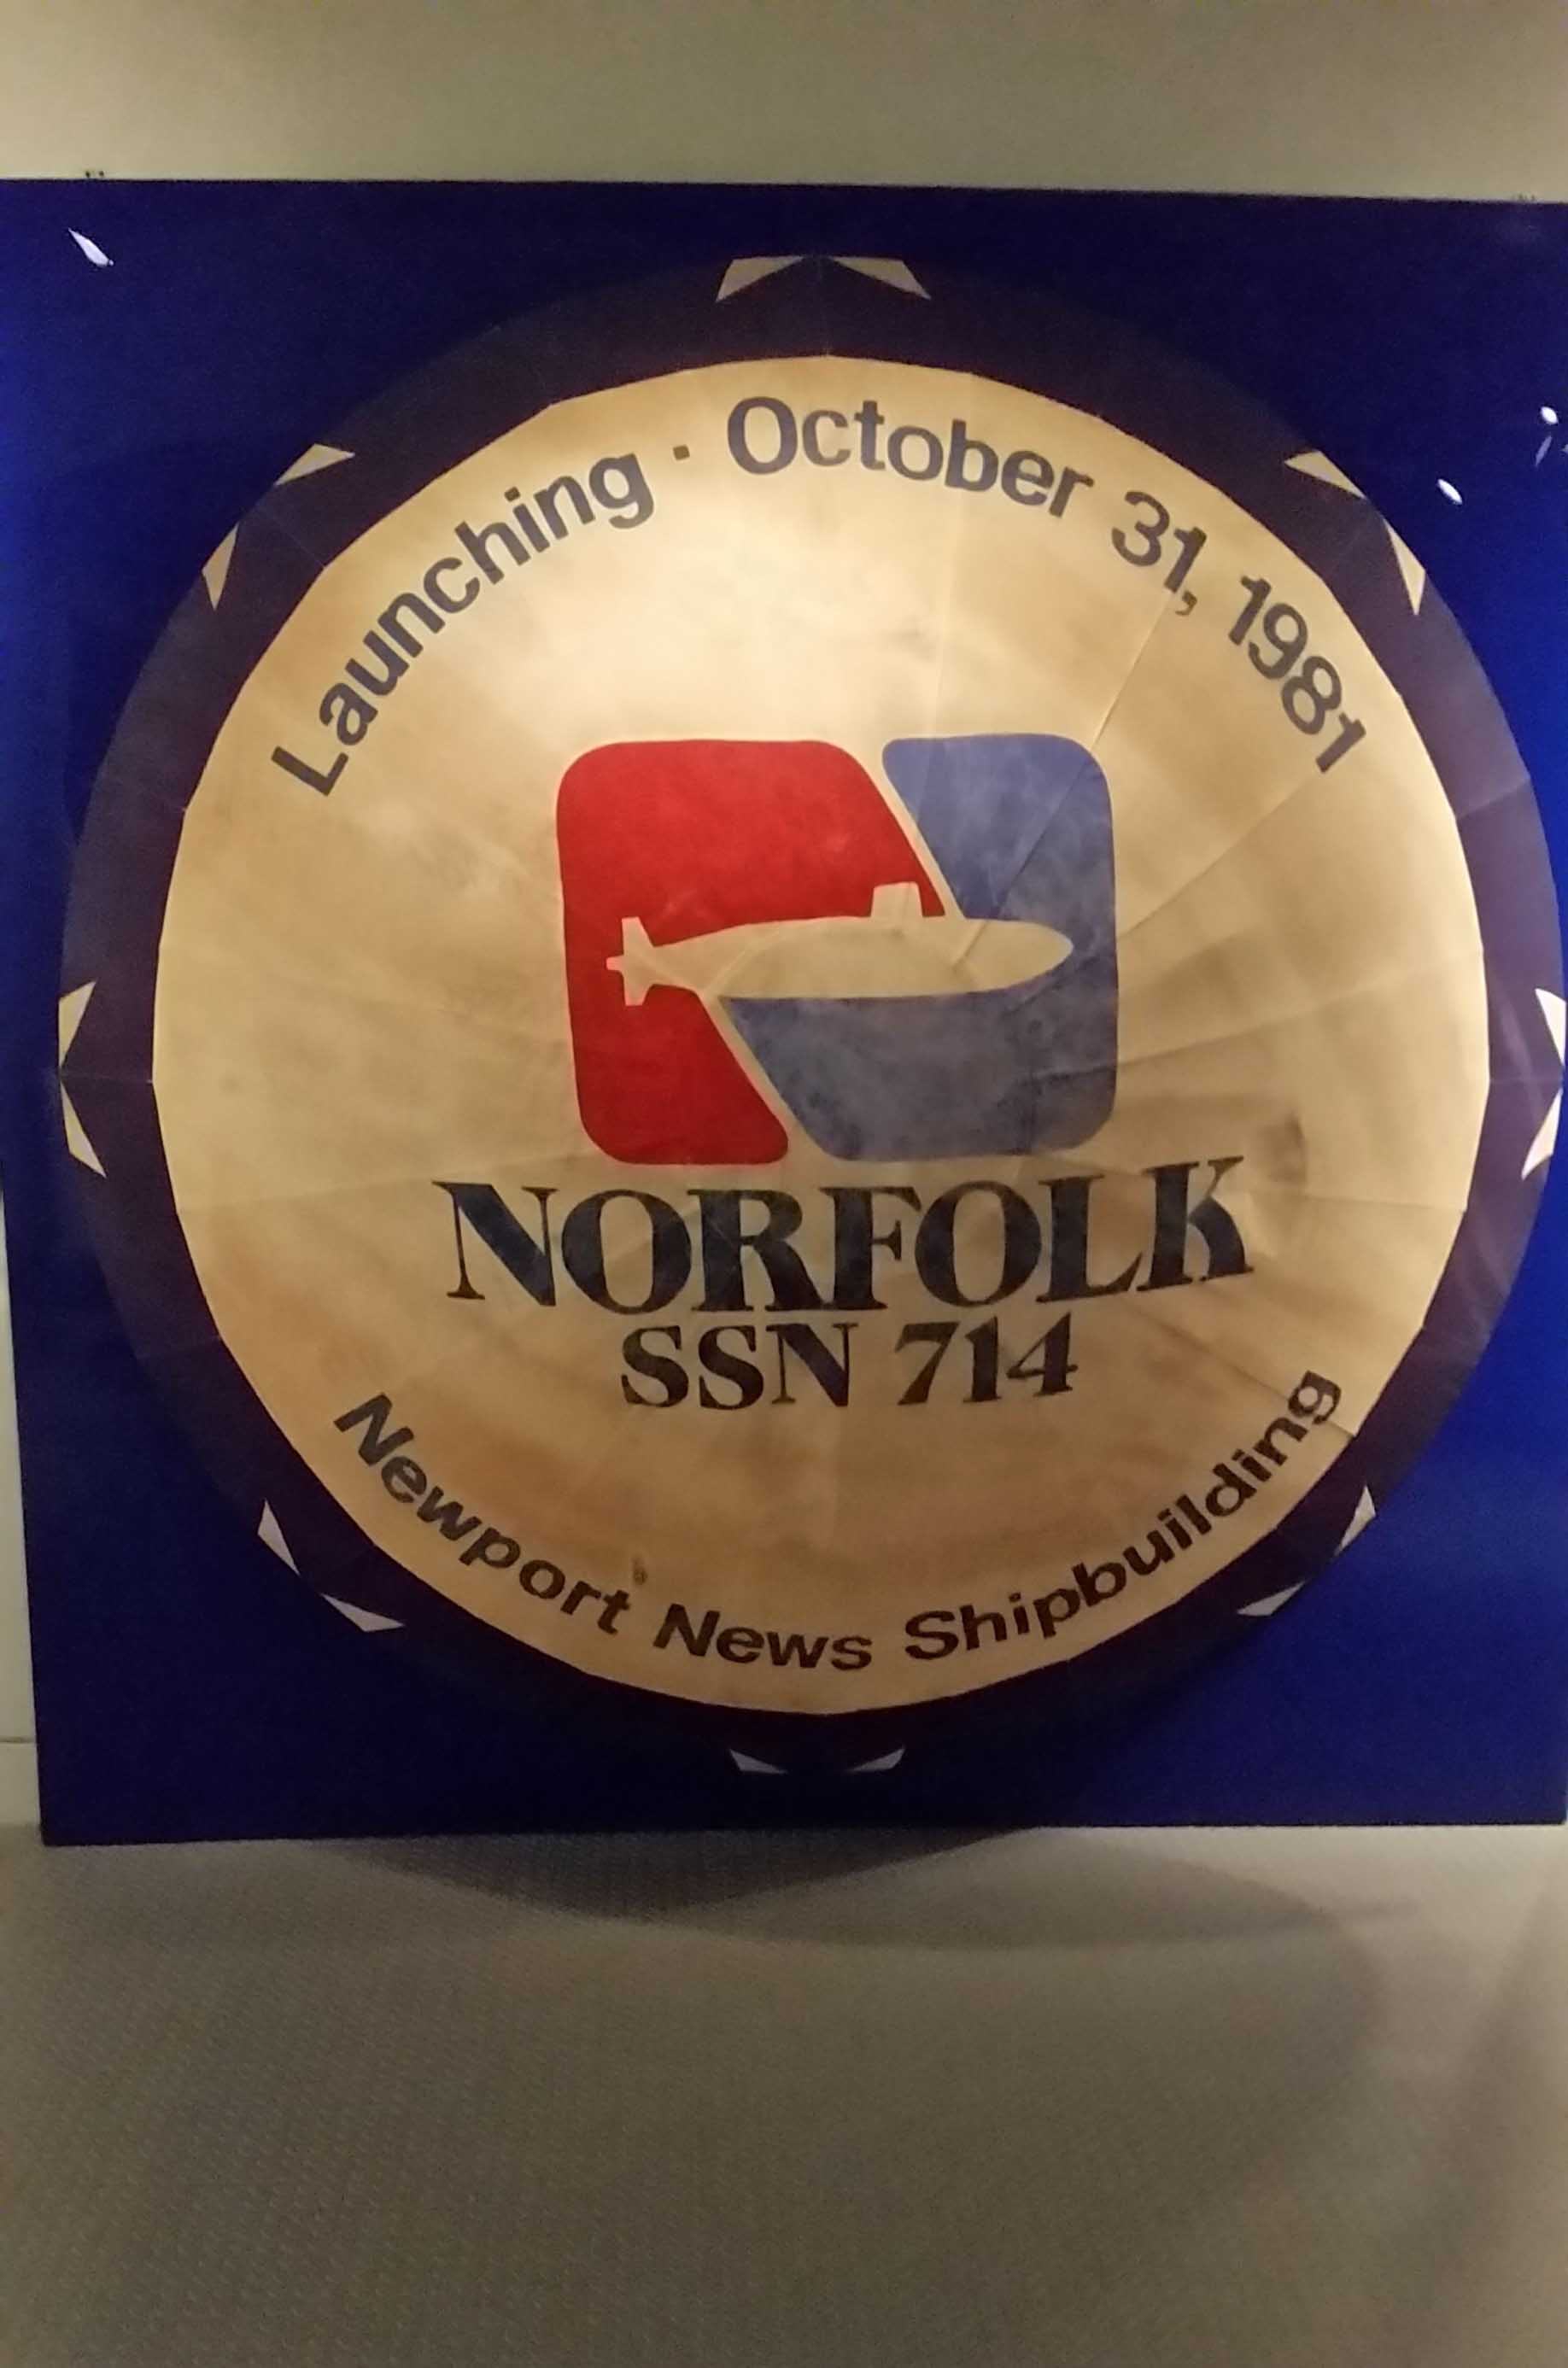 Launching · October 31, 1981
NORFOLK
SSN 714
Newport News Shipbuilding